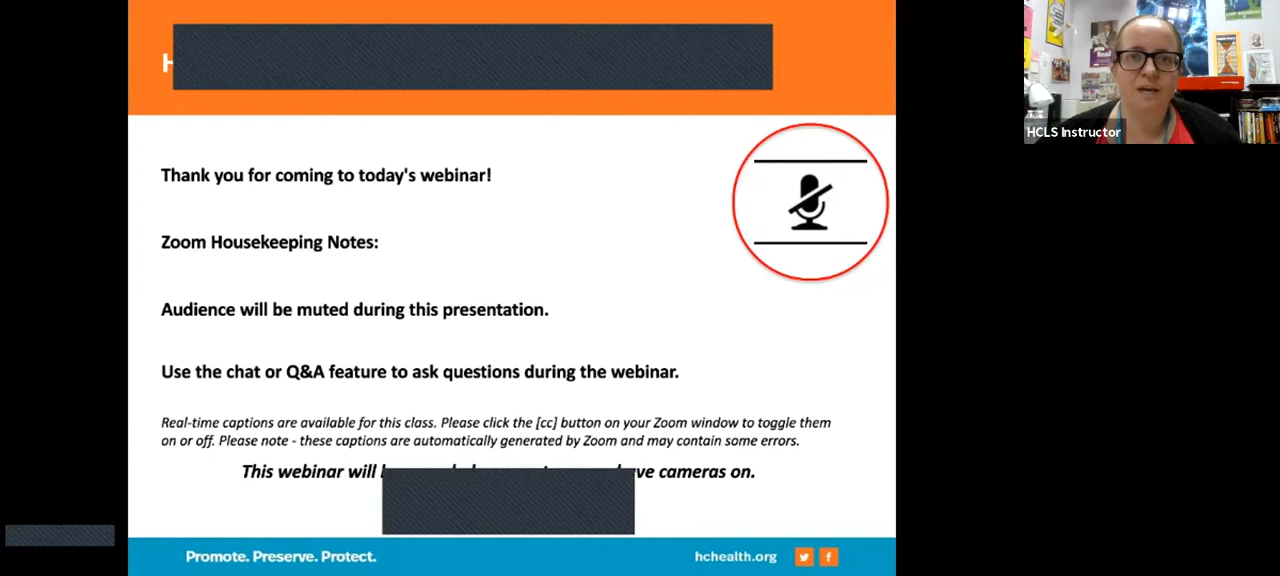 H
HCLS Instructor
Thank you for coming to today's webinar!
Zoom Housekeeping Notes:
Audience will be muted during this presentation.
Use the chat or Q&A feature to ask questions during the webinar.
Real-time captions are available for this class. Please click the [cc] button on your Zoom window to toggle them
on or off. Please note - these captions are automatically generated by Zoom and may contain some errors.
This webinar will cameras on.
Promote. Preserve. Protect.
hchealth.org